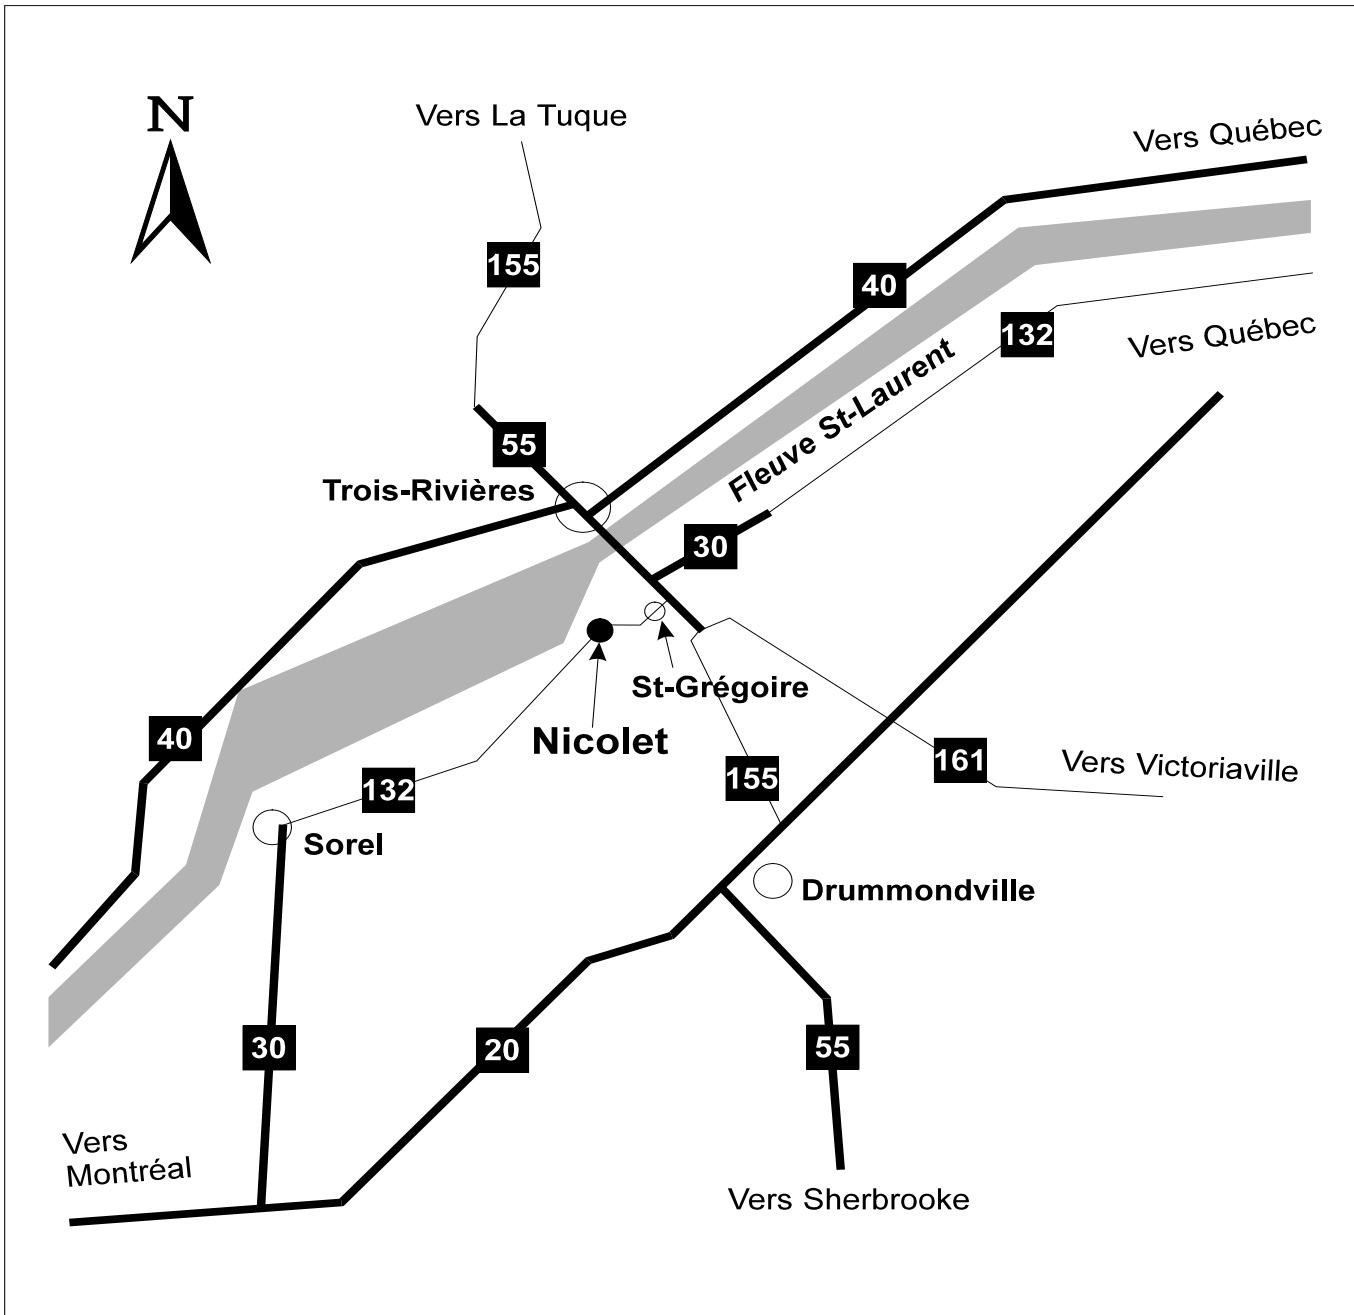 N
Vers La Tuque
Vers Québec
155
40
132
Vers Québec
Fleuve St-Laurent
55
Trois-Rivières
30
St-Grégoire
Nicolet
40
132
155
161
Vers Victoriaville
Sorel
Drummondville
30
20
55
Vers
Montréal
Vers Sherbrooke